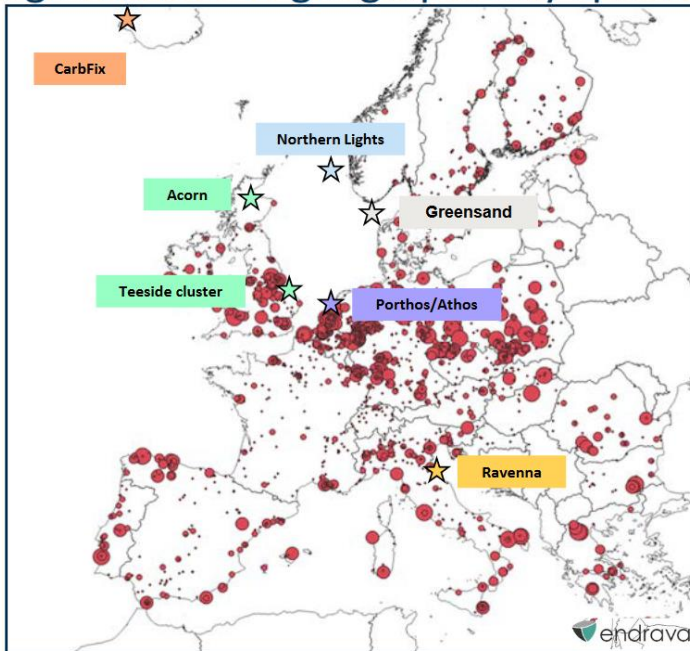 CarbFix
Northern Lights
Acorn
Greensand
Teeside cluster
Porthos/Athos
Ravenna
endrava